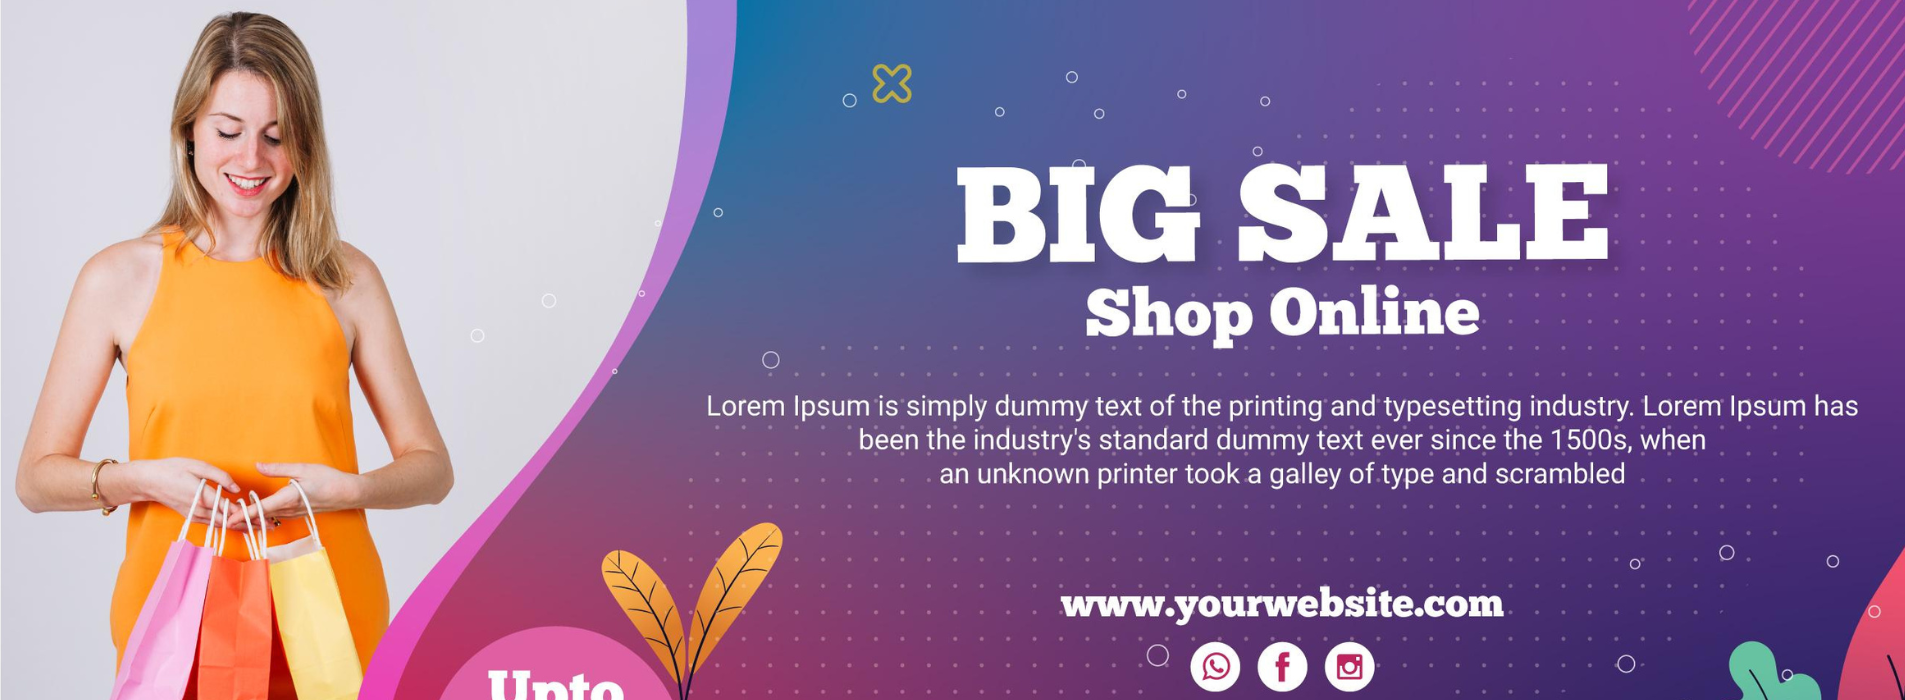 BIG SALE
Shop Online
Lorem Ipsum is simply dummy text of the printing and typesetting industry. Lorem Ipsum has
been the industry's standard dummy text ever since the 1500s, when
an unknown printer took a galley of type and scrambled
www.yourwebsite.com
Upto